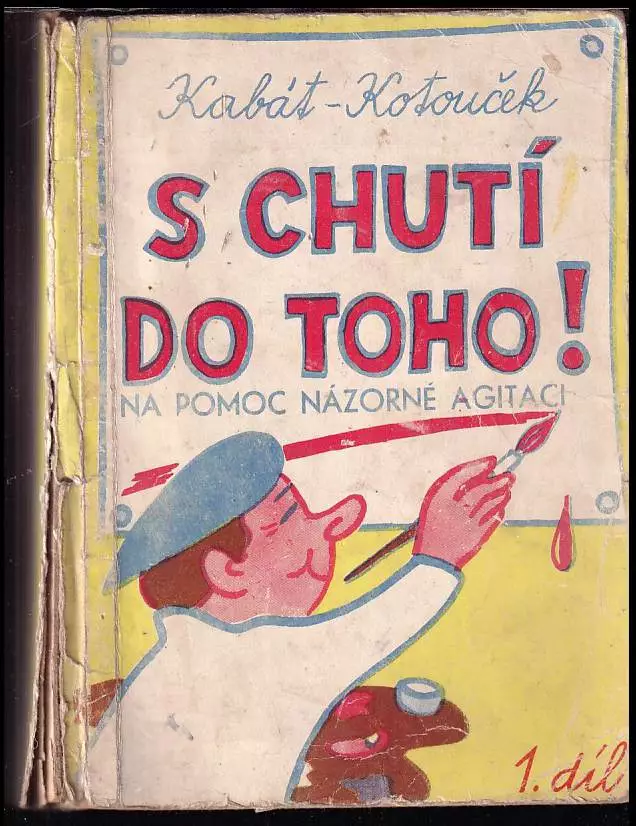 Kabát-Kotouček
S CHUTÍ
DO TOHO!
NA POMOC NÁZORNÉ AGITACI
1. díl